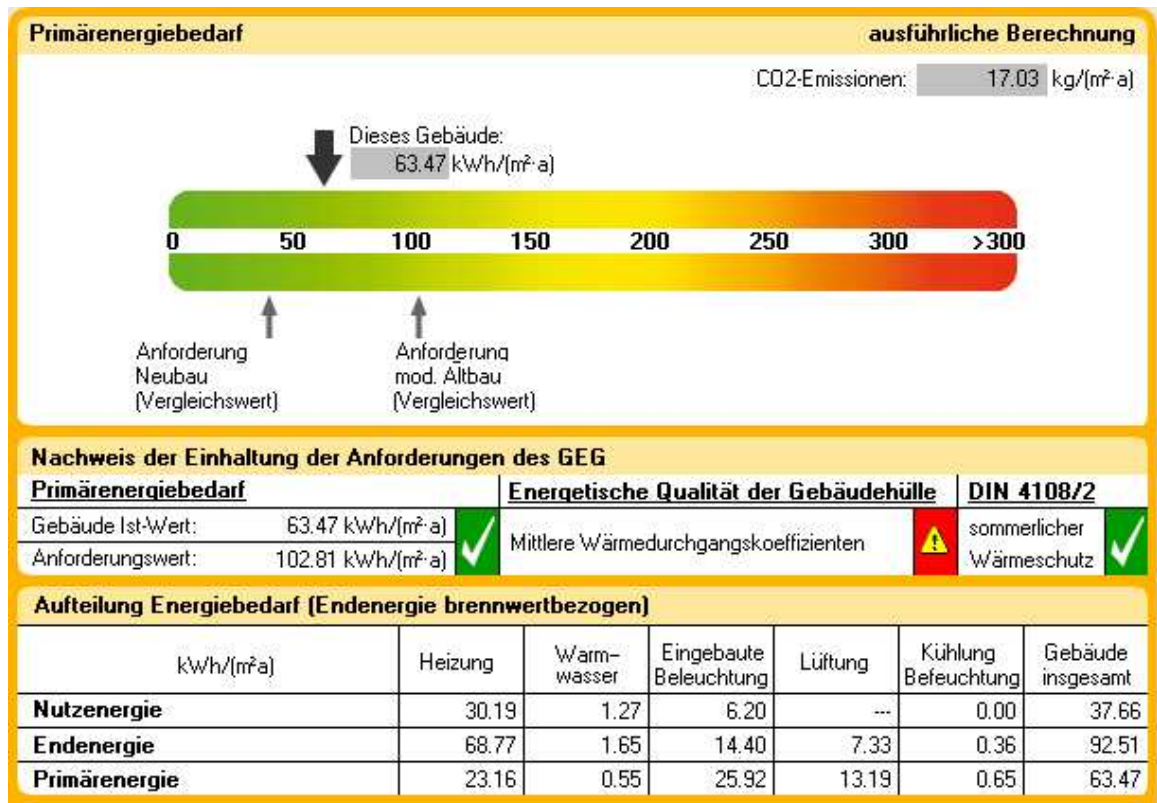 Primärenergiebedarf ausführliche Berechnung
CO2-Emissionen: 17.03 kg/(m²·a)
Dieses Gebäude:
63.47 kWh/(m²·a)
0 50 100 150 200 250 300 >300
Anforderung Anforderung
Neubau mod. Altbau
(Vergleichswert) (Vergleichswert)
Nachweis der Einhaltung der Anforderungen des GEG
Primärenergiebedarf Energetische Qualität der Gebäudehülle DIN 4108/2
Gebäude Ist-Wert: 63.47 kWh/(m²·a) Mittlere Wärmedurchgangskoeffizienten sommerlicher
Anforderungswert: 102.81 kWh/(m²·a) Wärmeschutz
Aufteilung Energiebedarf (Endenergie brennwertbezogen)
kWh/(m²a) Heizung Warm- Eingebaute Lüftung Kühlung Gebäude
wasser Beleuchtung Befeuchtung insgesamt
Nutzenergie 30.19 1.27 6.20 --- 0.00 37.66
Endenergie 68.77 1.65 14.40 7.33 0.36 92.51
Primärenergie 23.16 0.55 25.92 13.19 0.65 63.47